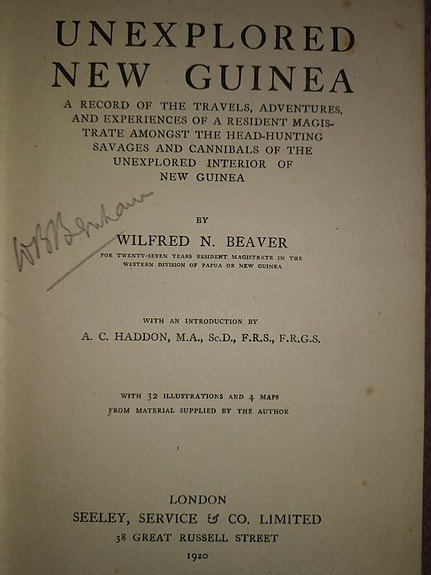 UNEXPLORED
NEW GUINEA
A RECORD OF THE TRAVELS, ADVENTURES,
AND EXPERIENCES OF A RESIDENT MAGIS-
TRATE AMONGST THE HEAD-HUNTING
SAVAGES AND CANNIBALS OF THE
UNEXPLORED INTERIOR OF
NEW GUINEA
W B Benham
BY
WILFRED N. BEAVER
FOR TWENTY-SEVEN YEARS RESIDENT MAGISTRATE IN THE
WESTERN DIVISION OF PAPUA OR NEW GUINEA
WITH AN INTRODUCTION BY
A. C. HADDON, M.A., Sc.D., F.R.S., F.R.G.S.
WITH 32 ILLUSTRATIONS AND 4 MAPS
FROM MATERIAL SUPPLIED BY THE AUTHOR
LONDON
SEELEY, SERVICE & CO. LIMITED
38 GREAT RUSSELL STREET
1920